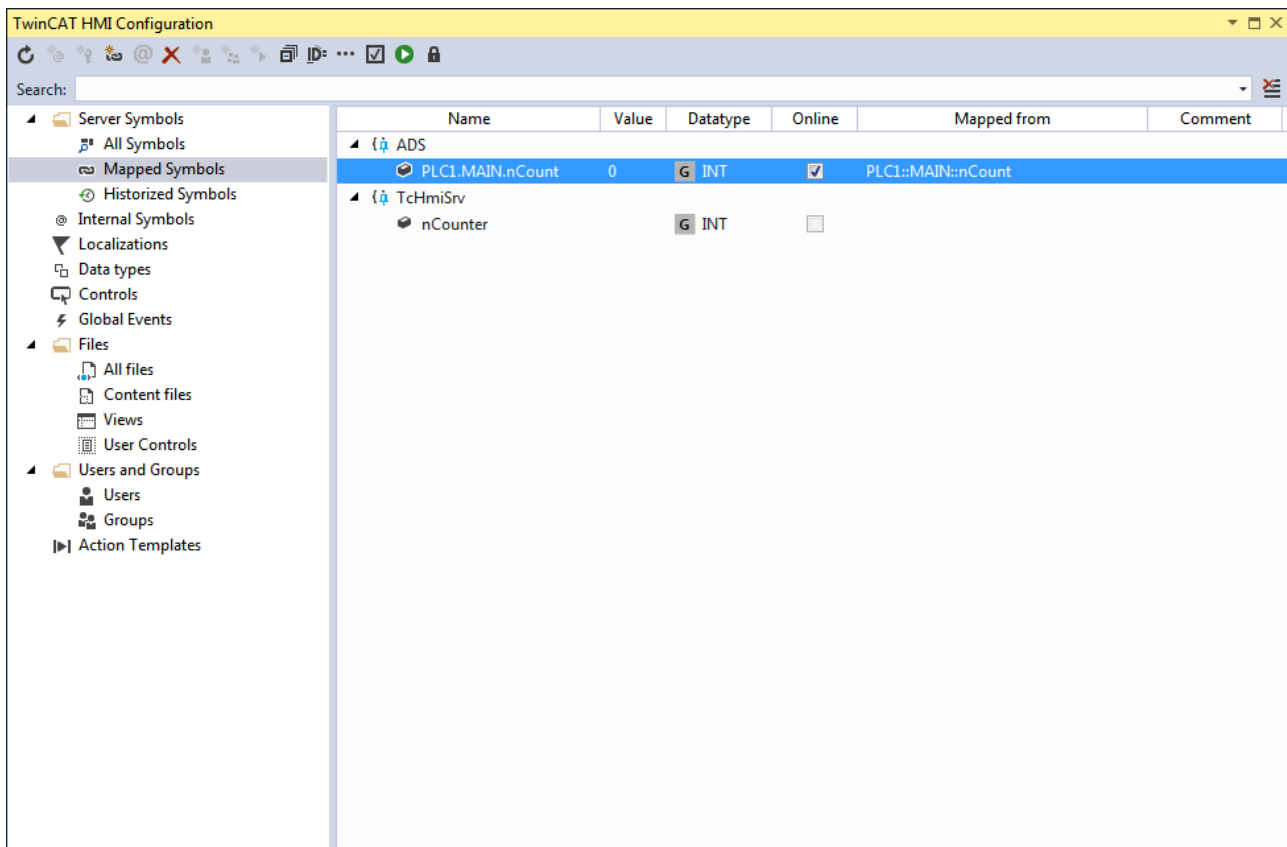 TwinCAT HMI Configuration
@ ID:
Search:
Server Symbols
All Symbols
Mapped Symbols
Historized Symbols
@ Internal Symbols
Localizations
Data types
Controls
Global Events
Files
All files
Content files
Views
User Controls
Users and Groups
Users
Groups
Action Templates
Name Value Datatype Online Mapped from Comment
ADS
PLC1.MAIN.nCount 0 G INT PLC1::MAIN::nCount
TcHmiSrv
nCounter G INT